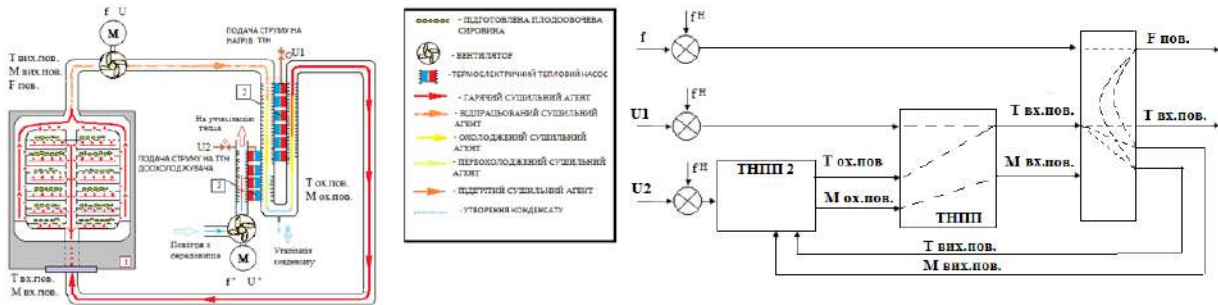 f U
M
ПОДАЧА СТРУМУ НА
НАГРІВ ТТН
U1
Т вих.пов.
М вих.пов.
F пов.
2
На утилізацію
тепла
U2
ПОДАЧА СТРУМУ НА ТТН
ДООХОЛОДЖУВАЧА
3
Т ох.пов.
М ох.пов.
Повітря з
середовища
M
f" U"
Утилізація
конденсату
1
Т вх.пов.
М вх.пов.
- ПІДГОТОВЛЕНА ПЛОДООВОЧЕВА
СИРОВИНА
- ВЕНТИЛЯТОР
- ТЕРМОЕЛЕКТРИЧНИЙ ТЕПЛОВИЙ НАСОС
- ГАРЯЧИЙ СУШИЛЬНИЙ АГЕНТ
- ВІДПРАЦЬОВАНИЙ СУШИЛЬНИЙ
АГЕНТ
- ОХОЛОДЖЕНИЙ СУШИЛЬНИЙ
АГЕНТ
- ПЕРЕОХОЛОДЖЕНИЙ СУШИЛЬНИЙ
АГЕНТ
- ПІДІГРІТИЙ СУШИЛЬНИЙ АГЕНТ
- УТВОРЕННЯ КОНДЕНСАТУ
f
fн
F пов.
U1
fн
Т вх.пов.
Т вх.пов.
U2
fн
ТНПП 2
Т ох.пов
М ох.пов.
М вх.пов.
ТНПП
Т вих.пов.
М вих.пов.